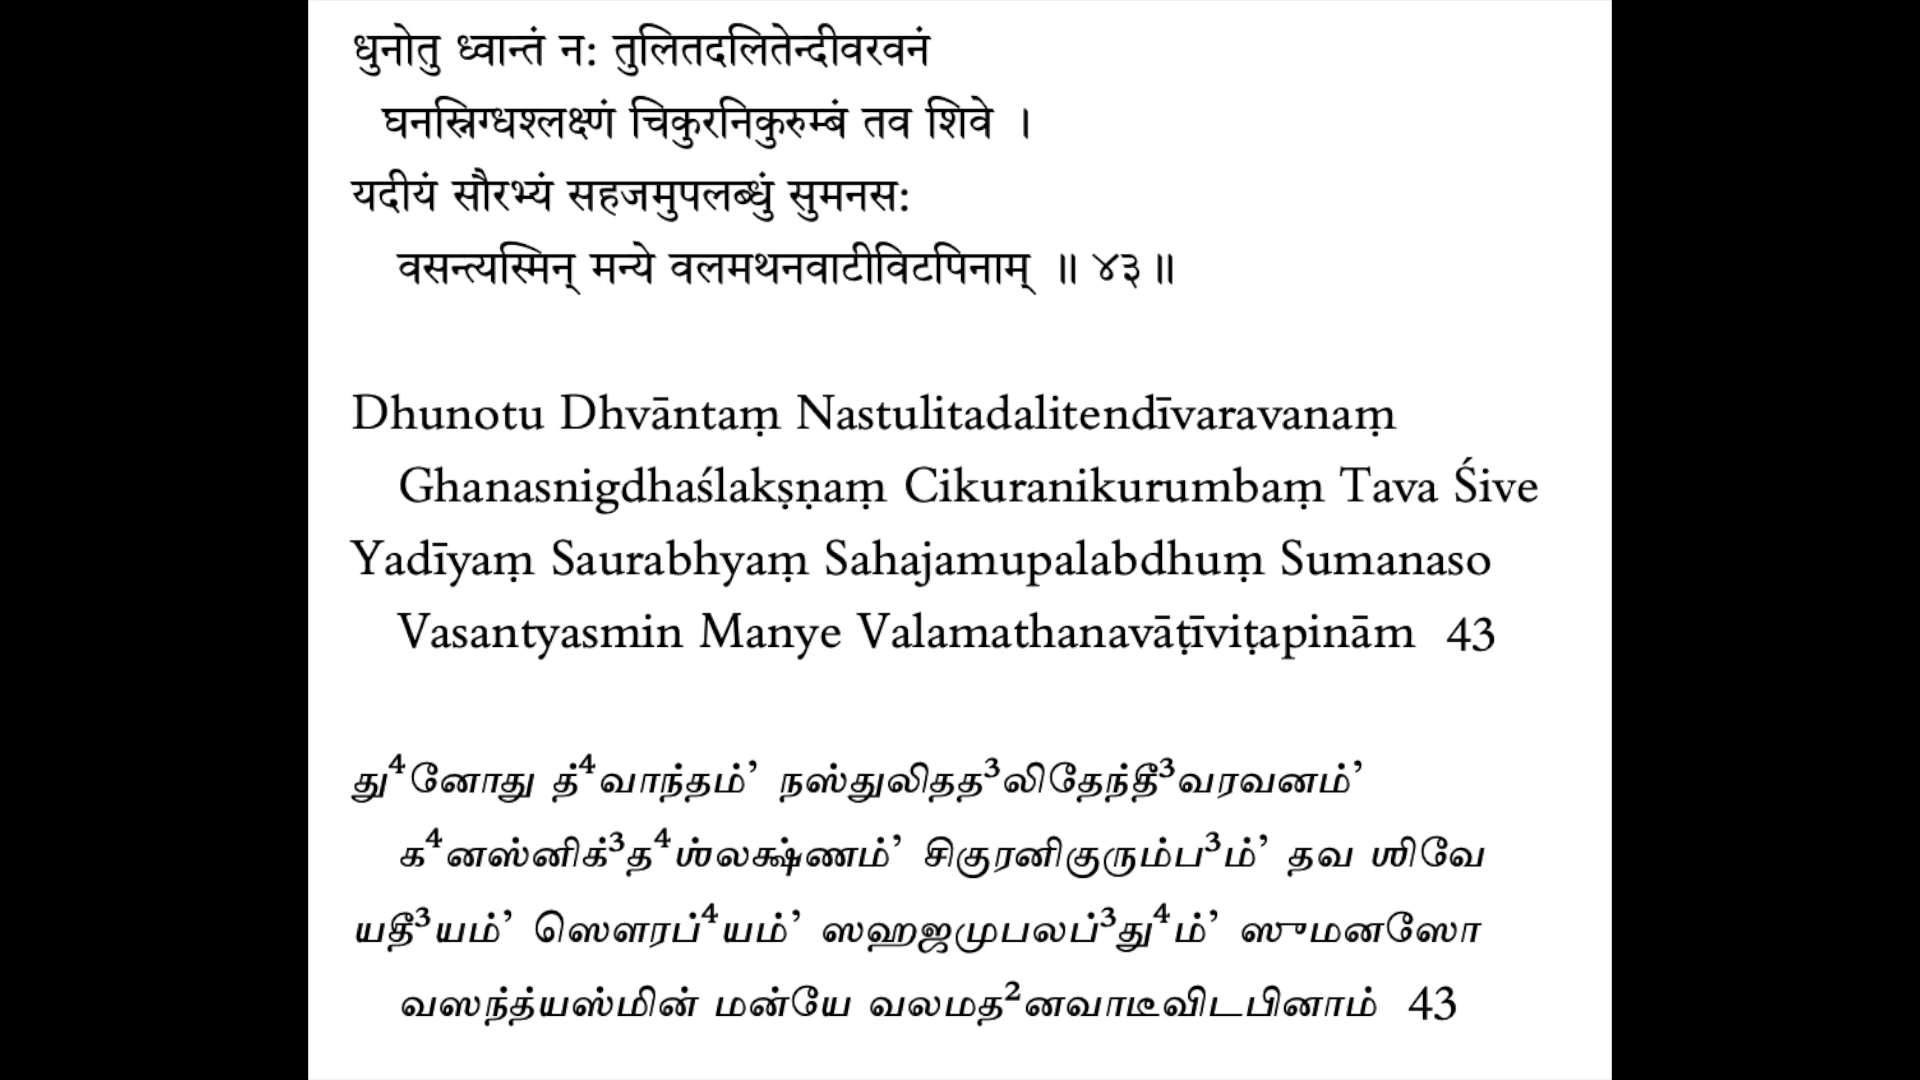 धुनोतु ध्वान्तं न: तुलितदलितेन्दीवरवनं
घनस्निग्धश्लक्ष्णं चिकुरनिकुरुम्बं तव शिवे ।
यदीयं सौरभ्यं सहजमुपलब्धुं सुमनस:
वसन्त्यस्मिन् मन्ये वलमथनवाटीविटपिनाम् ॥ ४३ ॥
Dhunotu Dhvāntaṃ Nastulitadalitendīvaravanaṃ
Ghanasnigdhaślakṣṇaṃ Cikuranikurumbaṃ Tava Śive
Yadīyaṃ Saurabhyaṃ Sahajamupalabdhuṃ Sumanaso
Vasantyasmin Manye Valamathanavāṭīviṭapinām 43
து⁴னோது த்⁴வாந்தம்’ நஸ்துலிதத³லிதேந்தீ³வரவனம்’
க⁴னஸ்னிக்³த⁴ஶ்லக்ஷ்ணம்’ சிகுரனிகுரும்ப³ம்’ தவ ஶிவே
யதீ³யம்’ ஸௌரப்⁴யம்’ ஸஹஜமுபலப்³து⁴ம்’ ஸுமனஸோ
வஸந்த்யஸ்மின் மன்யே வலமத²னவாடீவிடபினாம் 43